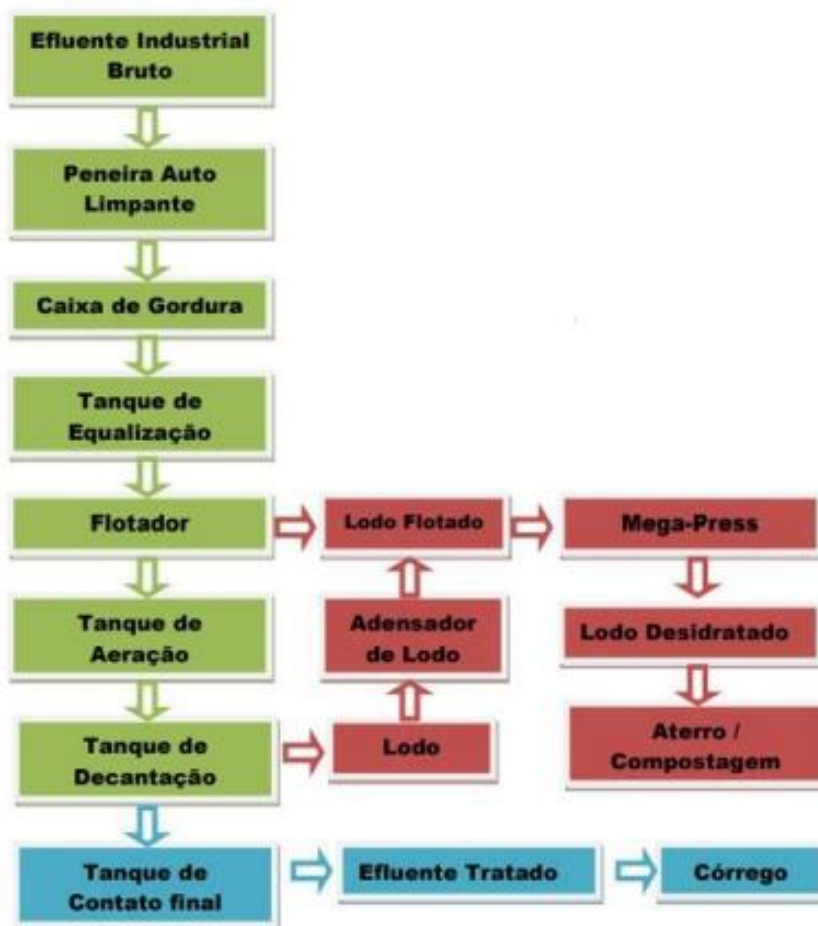 Efluente Industrial
Bruto
Peneira Auto
Limpante
Caixa de Gordura
Tanque de
Equalização
Flotador
Lodo Flotado
Mega-Press
Tanque de
Aeração
Adensador
de Lodo
Lodo Desidratado
Tanque de
Decantação
Lodo
Aterro /
Compostagem
Tanque de
Contato final
Efluente Tratado
Córrego